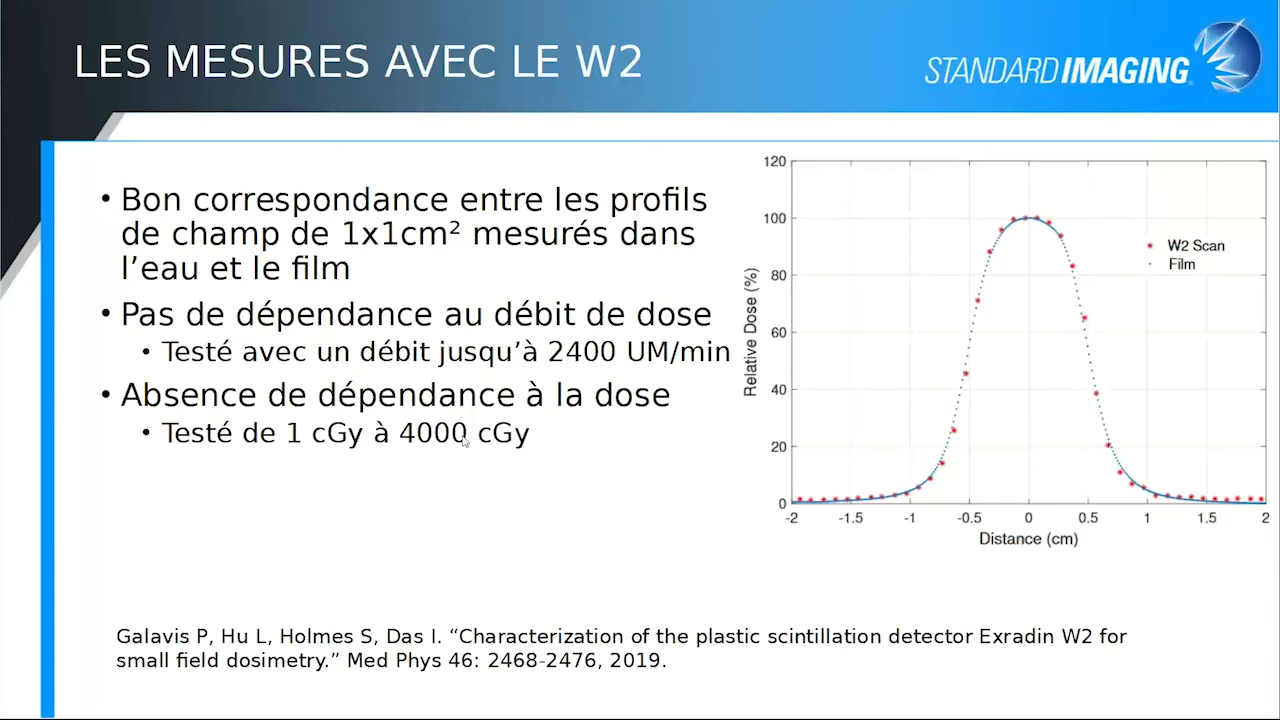 LES MESURES AVEC LE W2
STANDARD IMAGING
• Bon correspondance entre les profils
de champ de 1x1cm² mesurés dans
l’eau et le film
• Pas de dépendance au débit de dose
• Testé avec un débit jusqu’à 2400 UM/min
• Absence de dépendance à la dose
• Testé de 1 cGy à 4000 cGy
120
100
80
60
40
20
0
Relative Dose (%)
W2 Scan
Film
-2 -1.5 -1 -0.5 0 0.5 1 1.5 2
Distance (cm)
Galavis P, Hu L, Holmes S, Das I. “Characterization of the plastic scintillation detector Exradin W2 for
small field dosimetry.” Med Phys 46: 2468-2476, 2019.